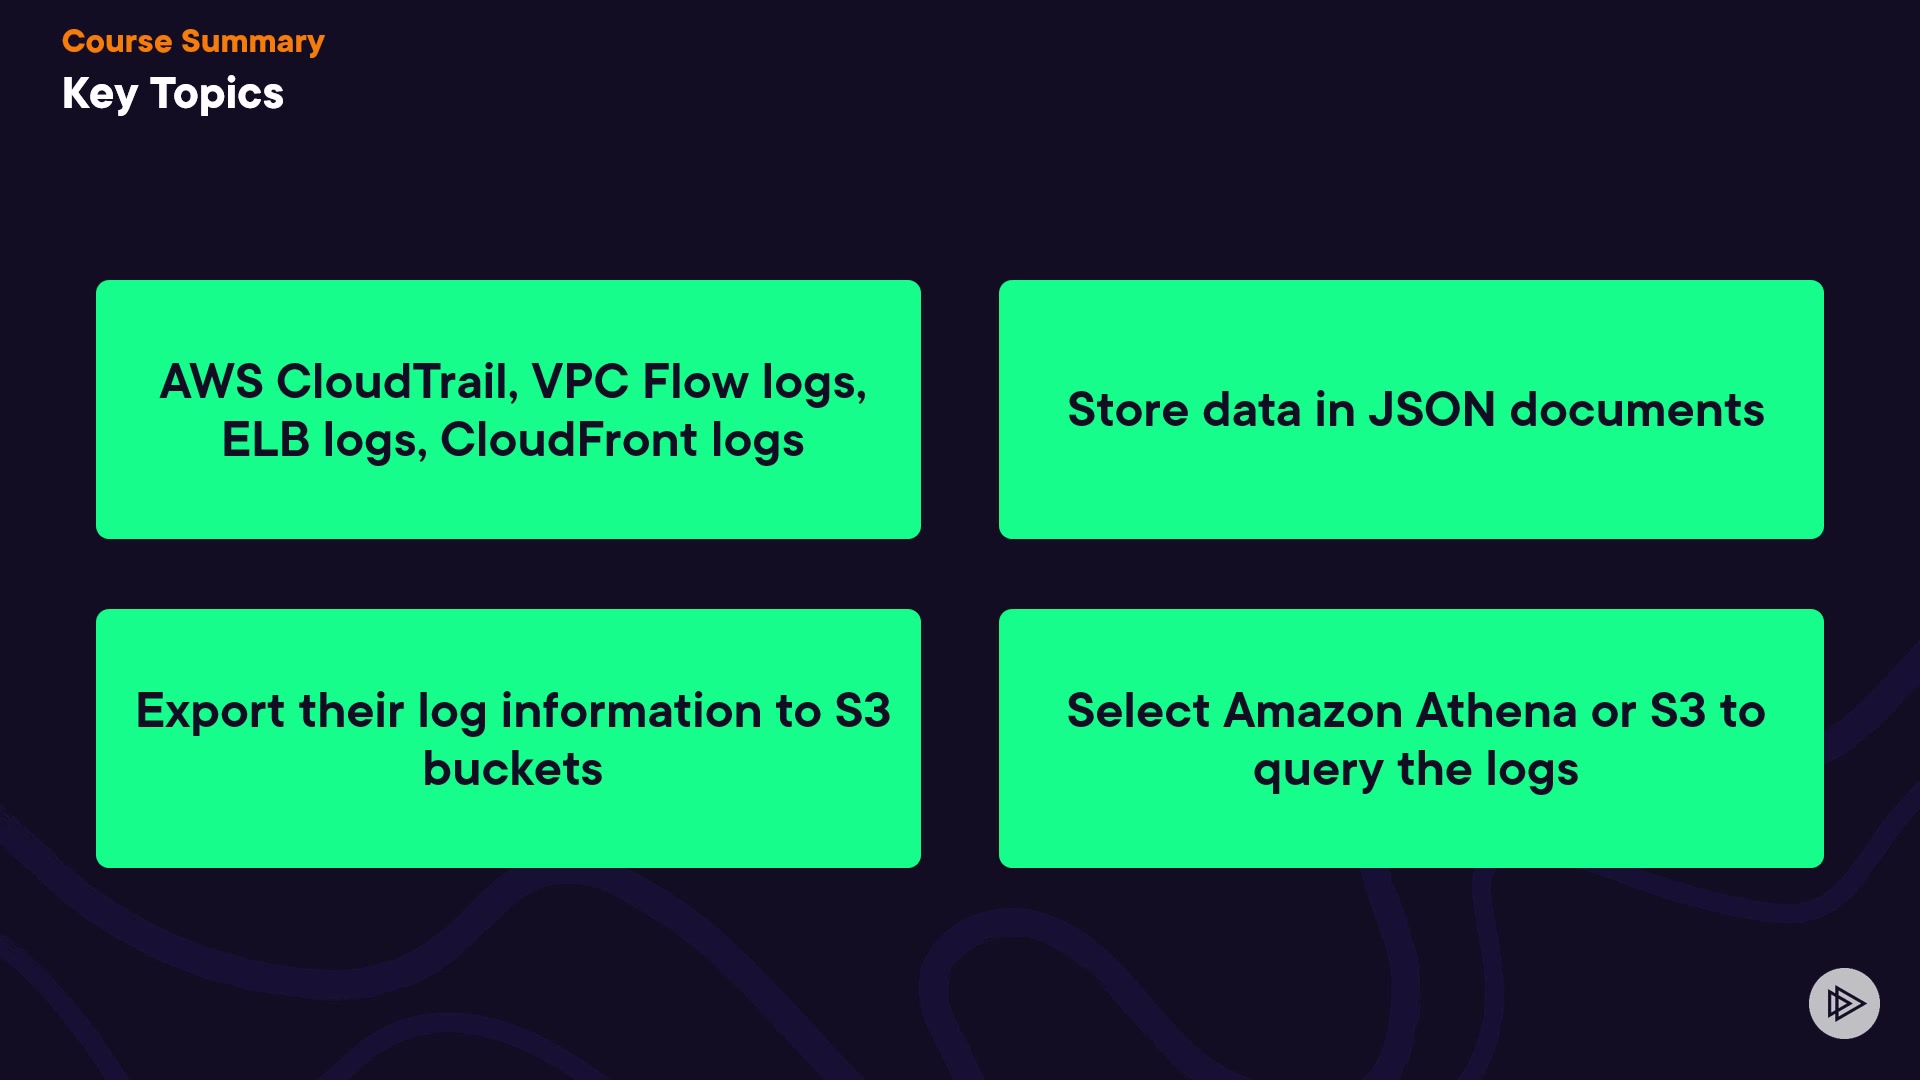 Course Summary
Key Topics
AWS CloudTrail, VPC Flow logs,
ELB logs, CloudFront logs
Store data in JSON documents
Export their log information to S3
buckets
Select Amazon Athena or S3 to
query the logs